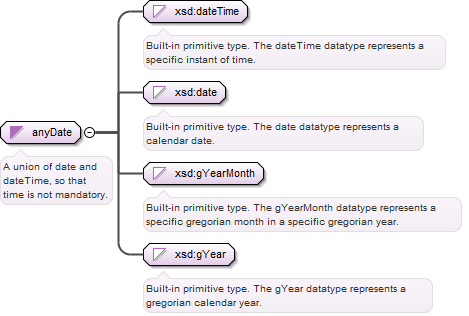 xsd:dateTime
Built-in primitive type. The dateTime datatype represents a
specific instant of time.
xsd:date
Built-in primitive type. The date datatype represents a
calendar date.
anyDate
A union of date and
dateTime, so that
time is not mandatory.
xsd:gYearMonth
Built-in primitive type. The gYearMonth datatype represents a
specific gregorian month in a specific gregorian year.
xsd:gYear
Built-in primitive type. The gYear datatype represents a
gregorian calendar year.